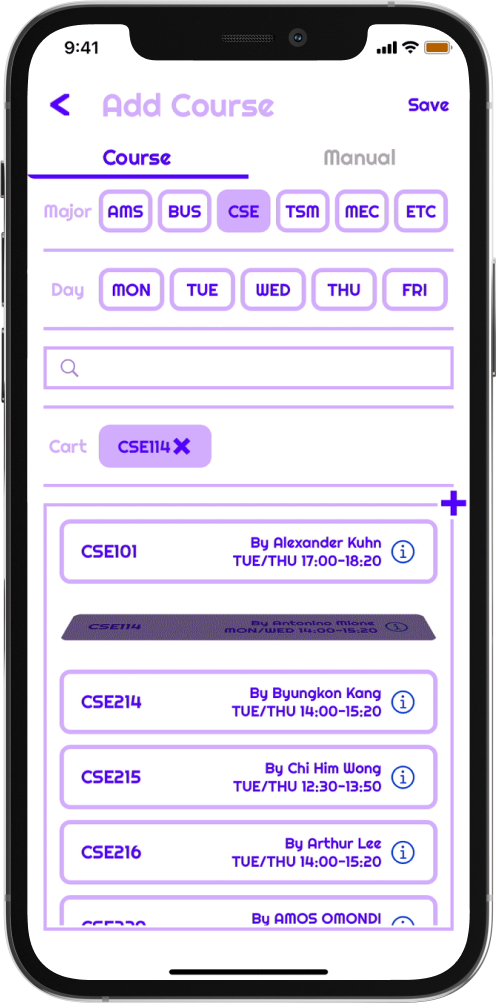 9:41
Add Course
Save
Course
Manual
Major
AMS
BUS
CSE
TSM
MEC
ETC
Day
MON
TUE
WED
THU
FRI
Cart
CSE114
CSE101
By Alexander Kuhn
TUE/THU 17:00-18:20
CSE114
By Antonino Mione
MON/WED 14:00-15:20
CSE214
By Byungkon Kang
TUE/THU 14:00-15:20
CSE215
By Chi Him Wong
TUE/THU 12:30-13:50
CSE216
By Arthur Lee
TUE/THU 14:00-15:20
By AMOS OMONDI